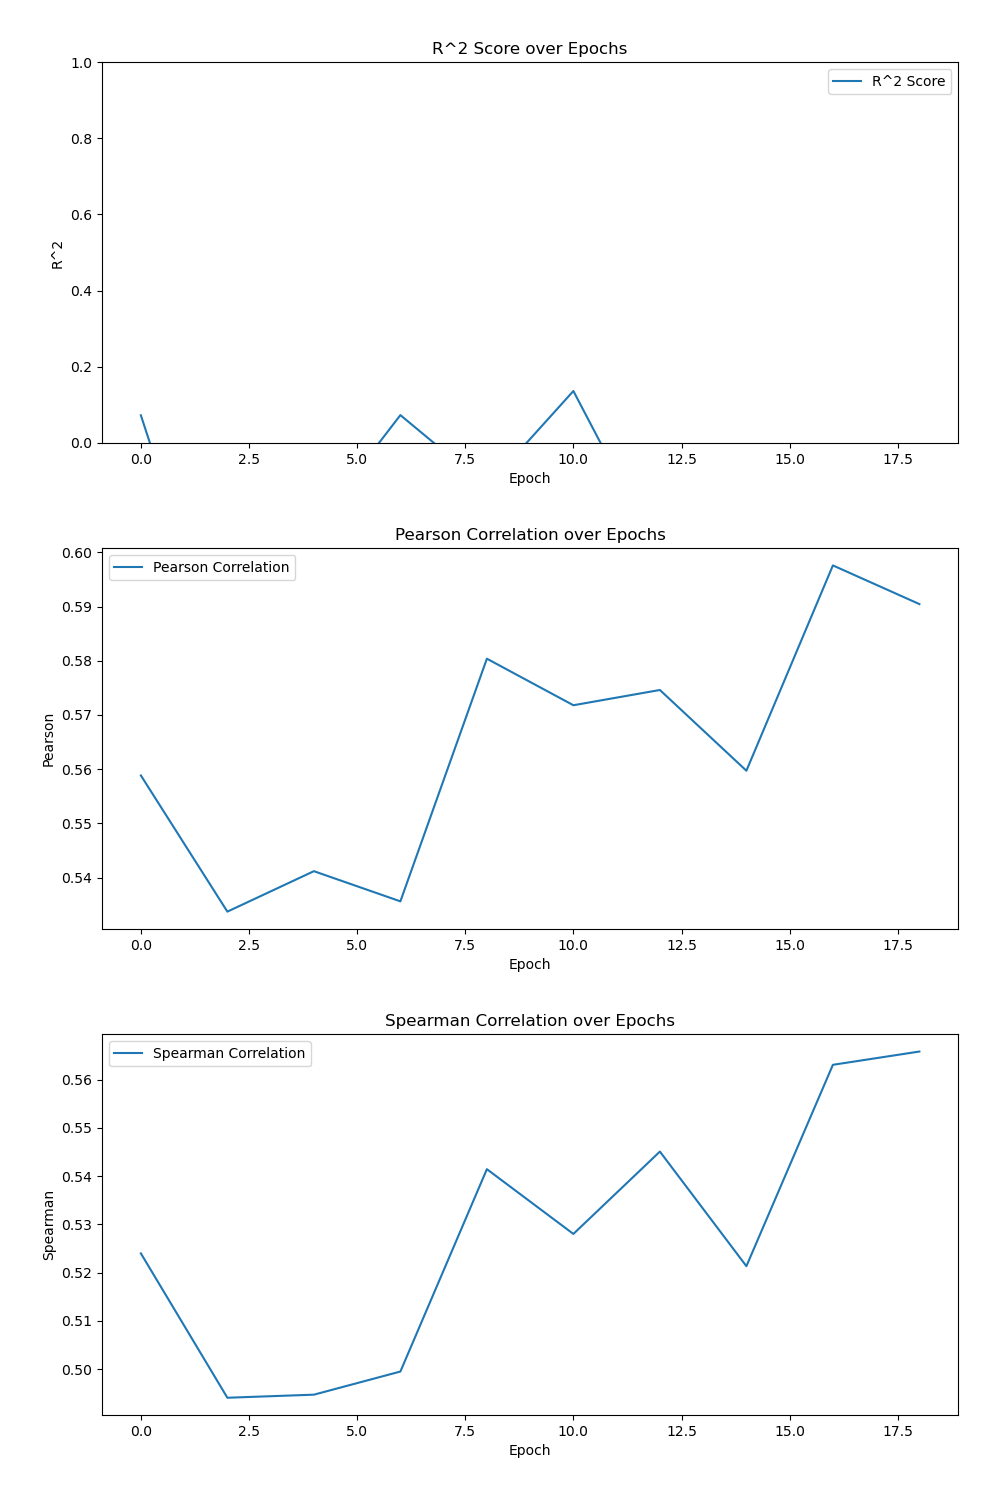 R^2 Score over Epochs
1.0
R^2 Score
0.8
0.6
R^2
0.4
0.2
0.0
0.0 2.5 5.0 7.5 10.0 12.5 15.0 17.5
Epoch
Pearson Correlation over Epochs
0.60
Pearson Correlation
0.59
0.58
0.57
Pearson
0.56
0.55
0.54
0.0 2.5 5.0 7.5 10.0 12.5 15.0 17.5
Epoch
Spearman Correlation over Epochs
Spearman Correlation
0.56
0.55
0.54
0.53
Spearman
0.52
0.51
0.50
0.0 2.5 5.0 7.5 10.0 12.5 15.0 17.5
Epoch